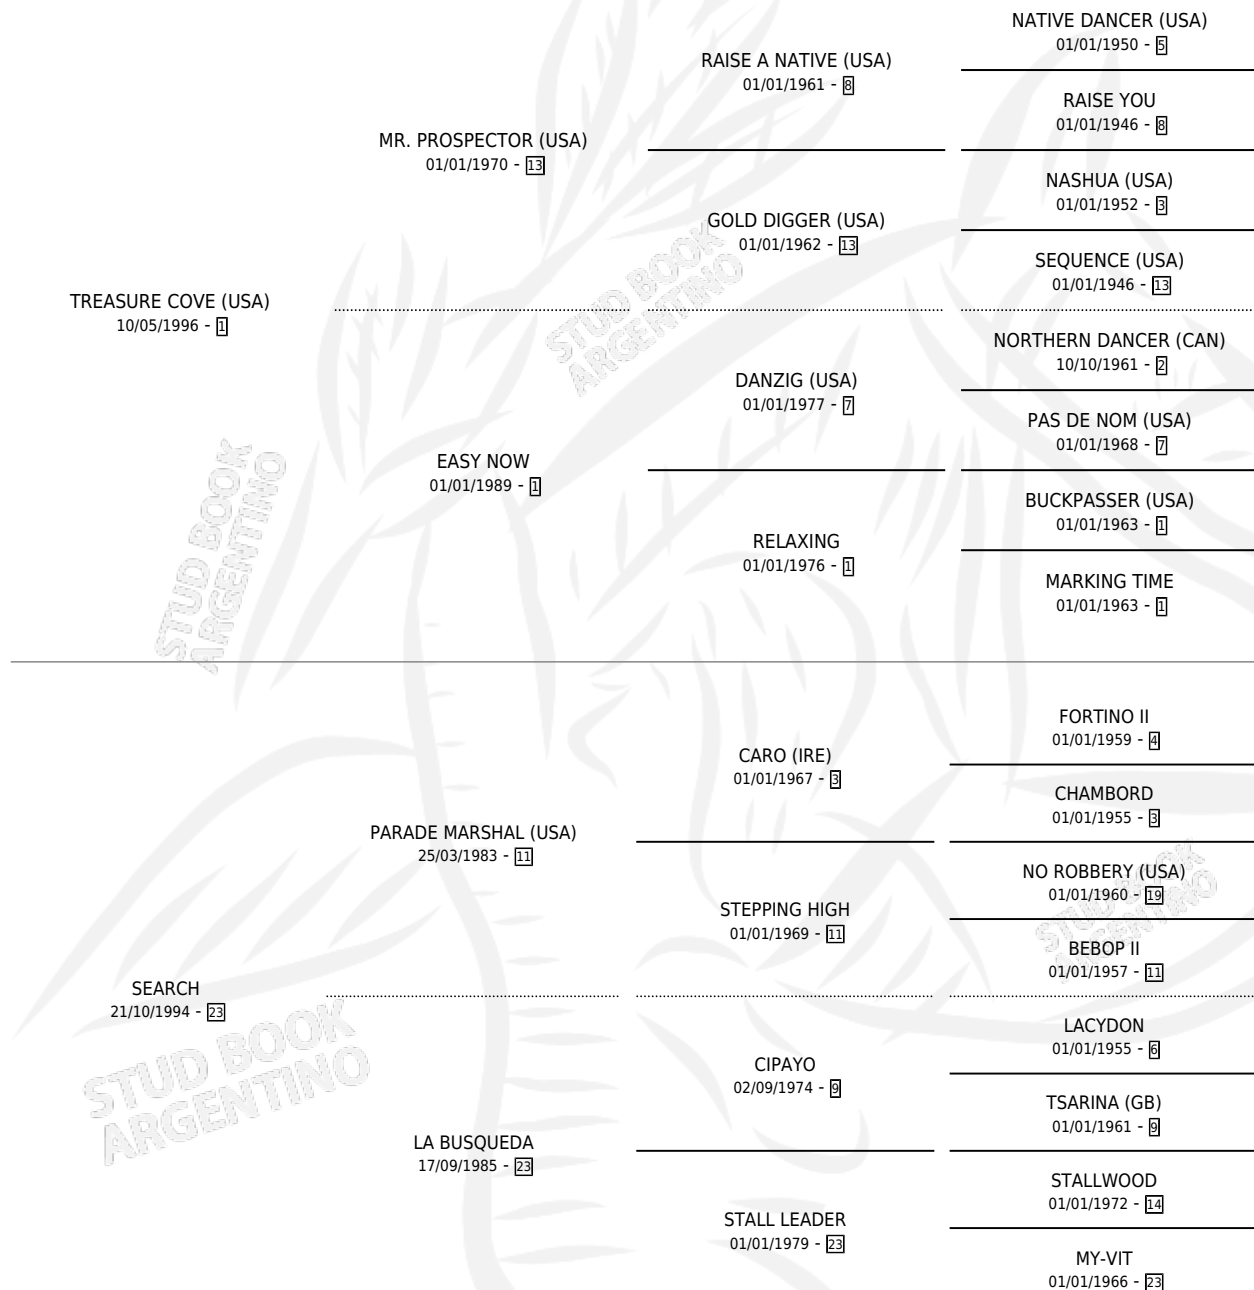 TREASURE COVE (USA)
10/05/1996 - 1
MR. PROSPECTOR (USA)
01/01/1970 - 13
RAISE A NATIVE (USA)
01/01/1961 - 8
NATIVE DANCER (USA)
01/01/1950 - 5
RAISE YOU
01/01/1946 - 8
GOLD DIGGER (USA)
01/01/1962 - 13
NASHUA (USA)
01/01/1952 - 3
SEQUENCE (USA)
01/01/1946 - 13
EASY NOW
01/01/1989 - 1
DANZIG (USA)
01/01/1977 - 7
NORTHERN DANCER (CAN)
10/10/1961 - 2
PAS DE NOM (USA)
01/01/1968 - 7
RELAXING
01/01/1976 - 1
BUCKPASSER (USA)
01/01/1963 - 1
MARKING TIME
01/01/1963 - 1
SEARCH
21/10/1994 - 23
PARADE MARSHAL (USA)
25/03/1983 - 11
CARO (IRE)
01/01/1967 - 3
FORTINO II
01/01/1959 - 4
CHAMBORD
01/01/1955 - 3
STEPPING HIGH
01/01/1969 - 11
NO ROBBERY (USA)
01/01/1960 - 19
BEBOP II
01/01/1957 - 11
LA BUSQUEDA
17/09/1985 - 23
CIPAYO
02/09/1974 - 9
LACYDON
01/01/1955 - 6
TSARINA (GB)
01/01/1961 - 9
STALL LEADER
01/01/1979 - 23
STALLWOOD
01/01/1972 - 14
MY-VIT
01/01/1966 - 23
STUD BOOK
ARGENTINO
STUD BOOK
ARGENTINO
STUD BOOK
ARGENTINO
STUD BOOK
ARGENTINO